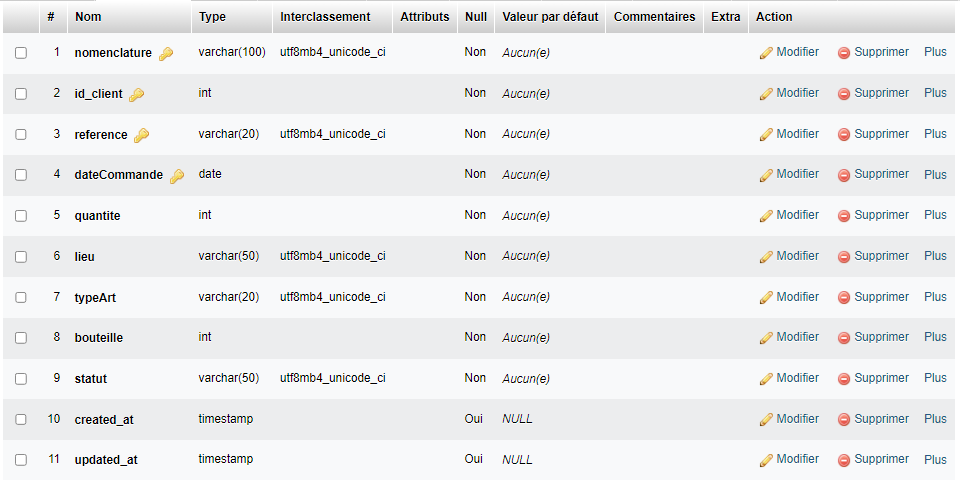 # Nom Type Interclassement Attributs Null Valeur par défaut Commentaires Extra Action
1 nomenclature varchar(100) utf8mb4_unicode_ci Non Aucun(e) Modifier Supprimer Plus
2 id_client int Non Aucun(e) Modifier Supprimer Plus
3 reference varchar(20) utf8mb4_unicode_ci Non Aucun(e) Modifier Supprimer Plus
4 dateCommande date Non Aucun(e) Modifier Supprimer Plus
5 quantite int Non Aucun(e) Modifier Supprimer Plus
6 lieu varchar(50) utf8mb4_unicode_ci Non Aucun(e) Modifier Supprimer Plus
7 typeArt varchar(20) utf8mb4_unicode_ci Non Aucun(e) Modifier Supprimer Plus
8 bouteille int Non Aucun(e) Modifier Supprimer Plus
9 statut varchar(50) utf8mb4_unicode_ci Non Aucun(e) Modifier Supprimer Plus
10 created_at timestamp Oui NULL Modifier Supprimer Plus
11 updated_at timestamp Oui NULL Modifier Supprimer Plus